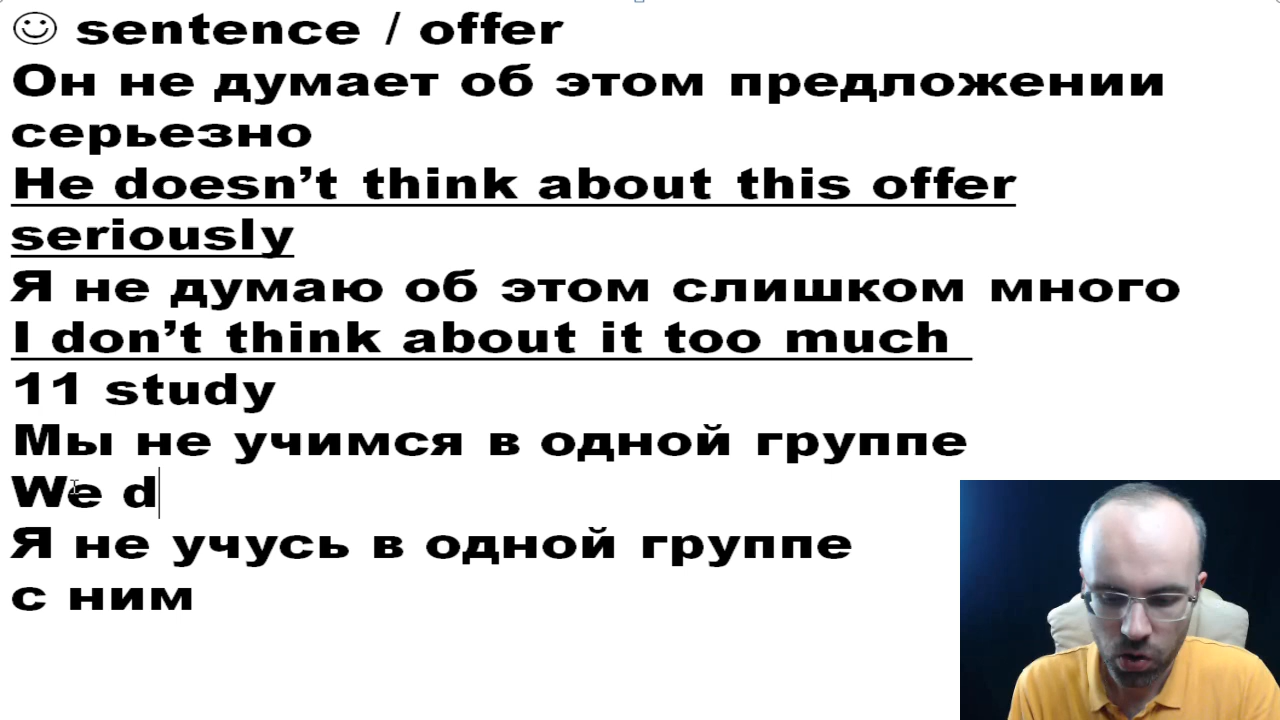 ☺ sentence / offer
Он не думает об этом предложении
серьезно
He doesn’t think about this offer
seriously
Я не думаю об этом слишком много
I don’t think about it too much
11 study
Мы не учимся в одной группе
We d
Я не учусь в одной группе
с ним